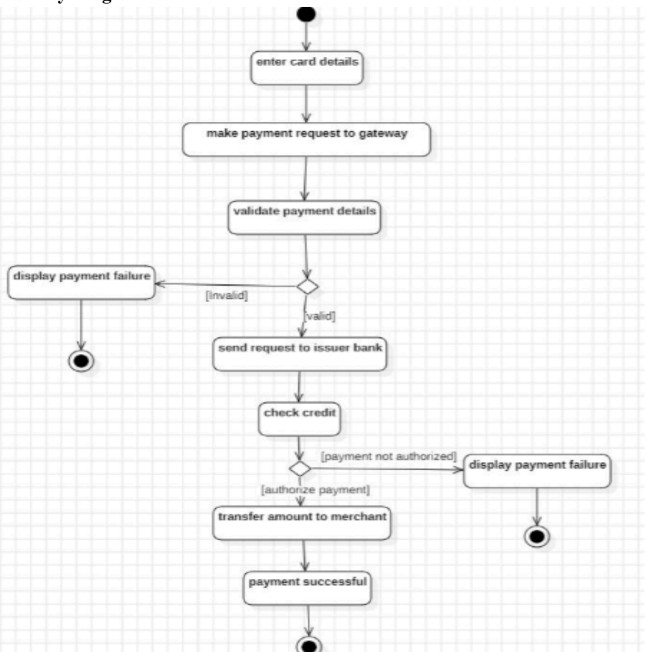 enter card details
make payment request to gateway
validate payment details
display payment failure
[Invalid]
[valid]
send request to issuer bank
check credit
[payment not authorized]
display payment failure
[authorize payment]
transfer amount to merchant
payment successful